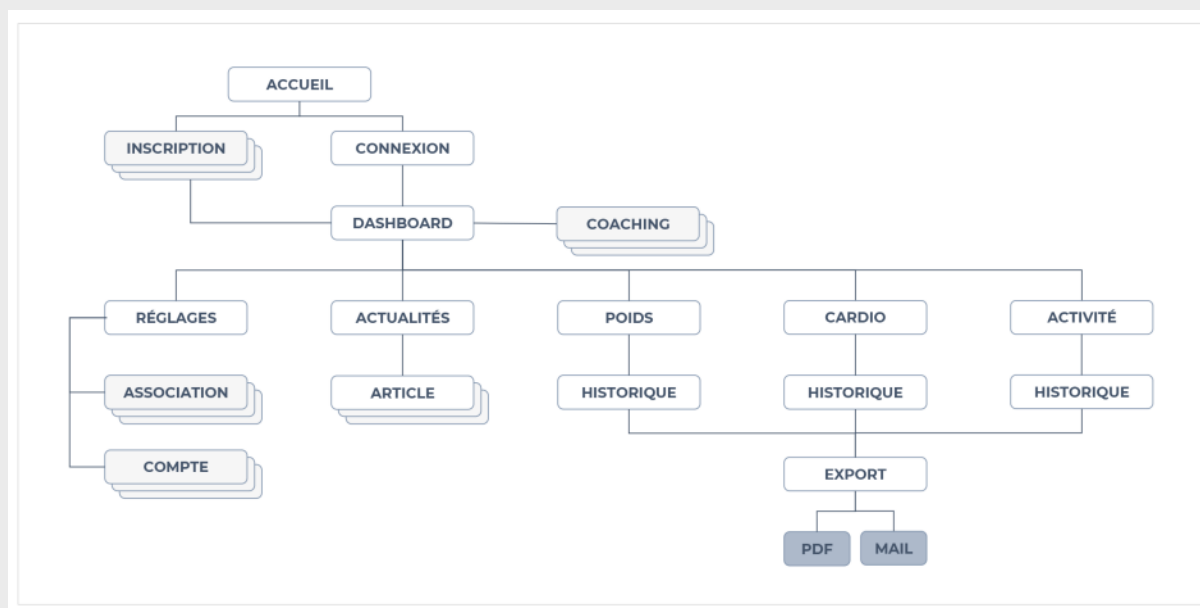 ACCUEIL
INSCRIPTION
CONNEXION
DASHBOARD
COACHING
RÉGLAGES
ACTUALITÉS
POIDS
CARDIO
ACTIVITÉ
ASSOCIATION
ARTICLE
HISTORIQUE
HISTORIQUE
HISTORIQUE
COMPTE
EXPORT
PDF
MAIL